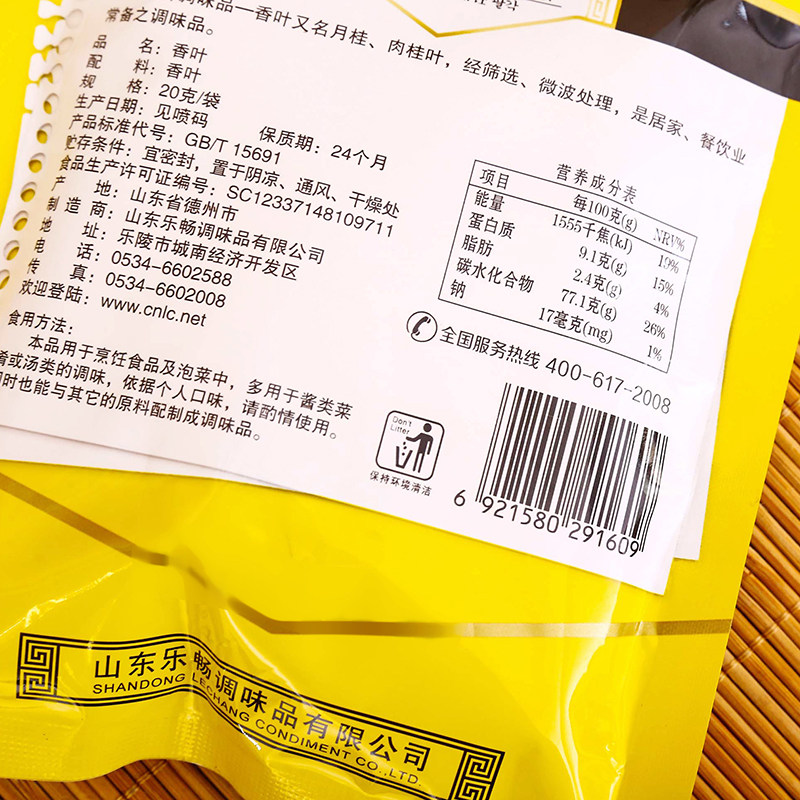 调味品—香叶又名月桂、肉桂叶，经筛选、微波处理，是居家、餐饮业
常备之调味品。
品 名：香叶
配 料：香叶
规 格：20克/袋
生产日期：见喷码 保质期：24个月
产品标准代号：GB/T 15691
贮存条件：宜密封，置于阴凉、通风、干燥处
食品生产许可证编号：SC12337148109711
产 地：山东省德州市
制 造 商：山东乐畅调味品有限公司
地 址：乐陵市城南经济开发区
电 话：0534-6602588
传 真：0534-6602008
欢迎登陆：www.cnlc.net
食用方法：
本品用于烹饪食品及泡菜中，多用于酱类菜
肴或汤类的调味，依据个人口味，请酌情使用。
同时也能与其它的原料配制成调味品。
营养成分表
项目 每100克(g) NRV%
能量 1555千焦(kJ) 19%
蛋白质 9.1克(g) 15%
脂肪 2.4克(g) 4%
碳水化合物 77.1克(g) 26%
钠 17毫克(mg) 1%
全国服务热线 400-617-2008
Don't
Litter
保持环境清洁
6 921580 291609
山东乐畅调味品有限公司
SHANDONG LECHANG CONDIMENT CO.,LTD.